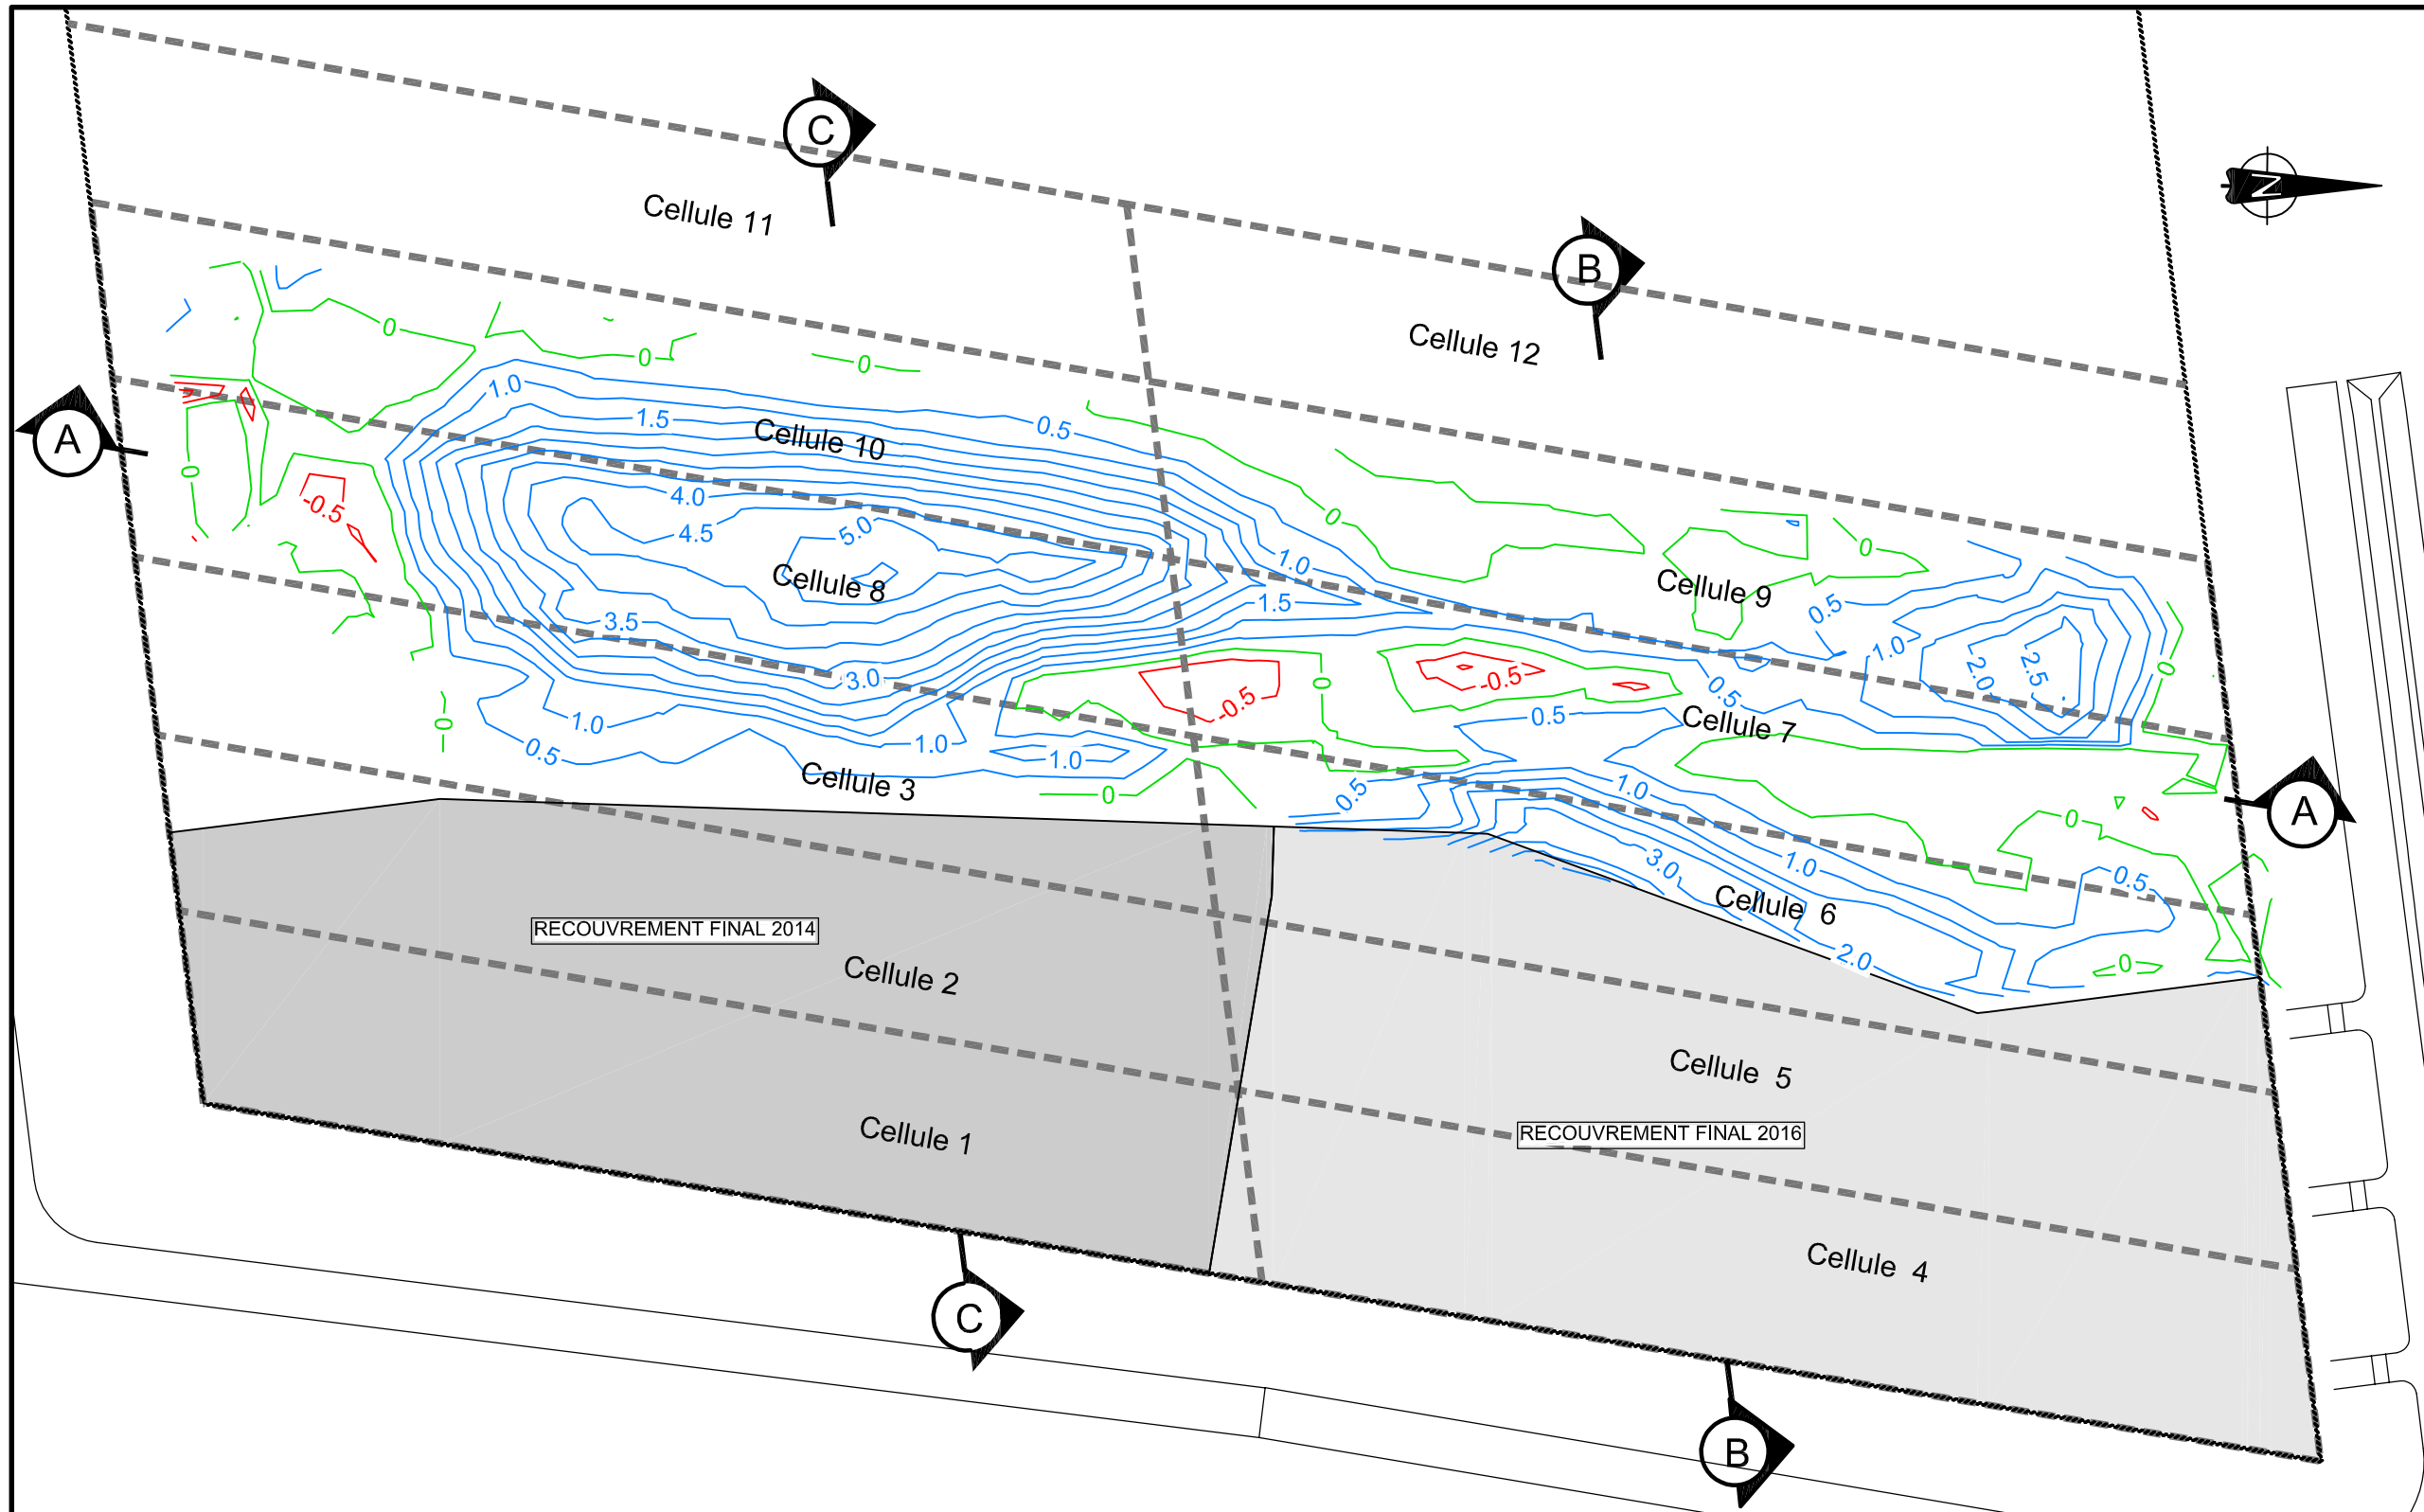 C
N
Cellule 11
B
Cellule 12
0
0
0
1.0
1.5
0.5
A
Cellule 10
0
4.0
-0.5
4.5
5.0
0
0
1.0
Cellule 8
Cellule 9
1.5
0.5
3.5
1.0
2.0
2.5
0
3.0
-0.5
0
-0.5
0.5
1.0
0
0.5
Cellule 7
0.5
1.0
1.0
Cellule 3
0
0.5
1.0
A
0
3.0
1.0
0.5
Cellule 6
RECOUVREMENT FINAL 2014
2.0
0
Cellule 2
Cellule 5
Cellule 1
RECOUVREMENT FINAL 2016
Cellule 4
C
B